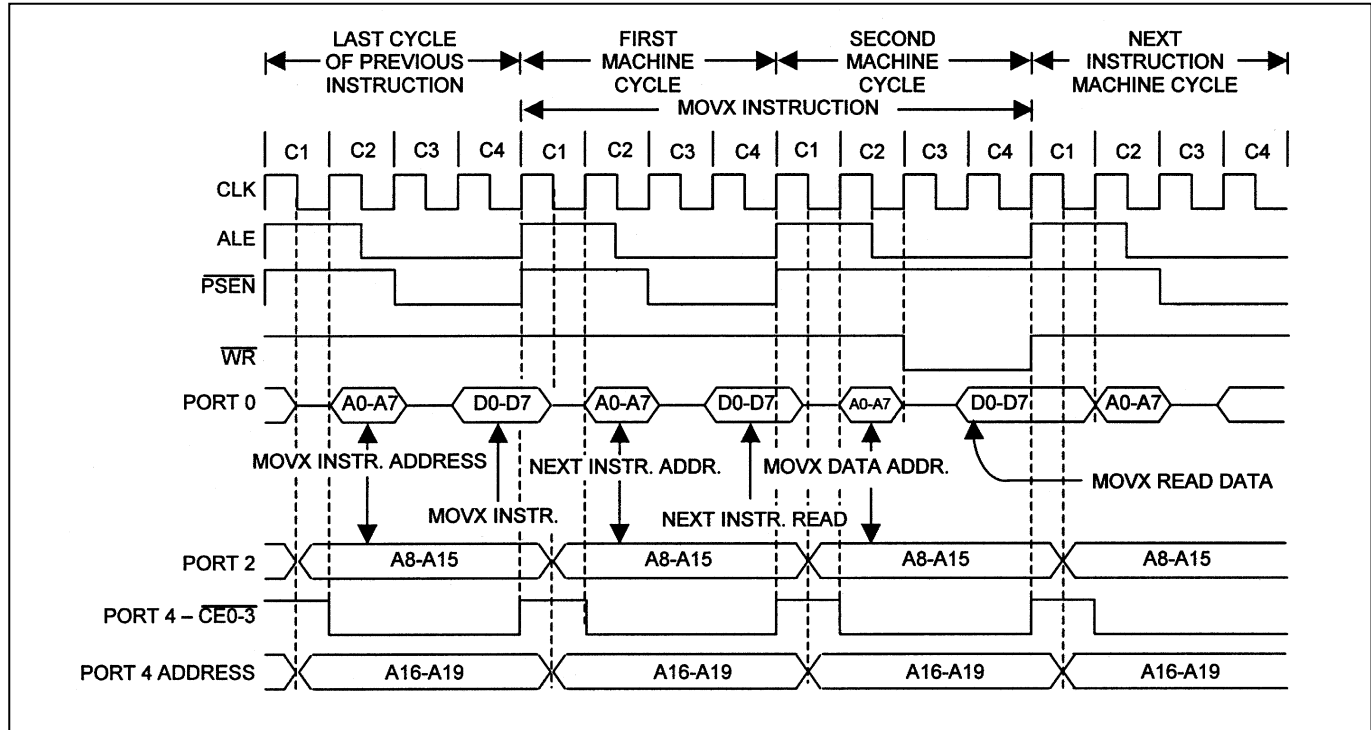 LAST CYCLE OF PREVIOUS INSTRUCTION
FIRST MACHINE CYCLE
SECOND MACHINE CYCLE
NEXT INSTRUCTION MACHINE CYCLE
MOVX INSTRUCTION
C1 C2 C3 C4 C1 C2 C3 C4 C1 C2 C3 C4 C1 C2 C3 C4
CLK
ALE
PSEN
WR
PORT 0 A0-A7 D0-D7 A0-A7 D0-D7 A0-A7 D0-D7 A0-A7
MOVX INSTR. ADDRESS
NEXT INSTR. ADDR.
MOVX DATA ADDR.
MOVX READ DATA
MOVX INSTR.
NEXT INSTR. READ
PORT 2 A8-A15 A8-A15 A8-A15 A8-A15
PORT 4 – CE0-3
PORT 4 ADDRESS A16-A19 A16-A19 A16-A19 A16-A19